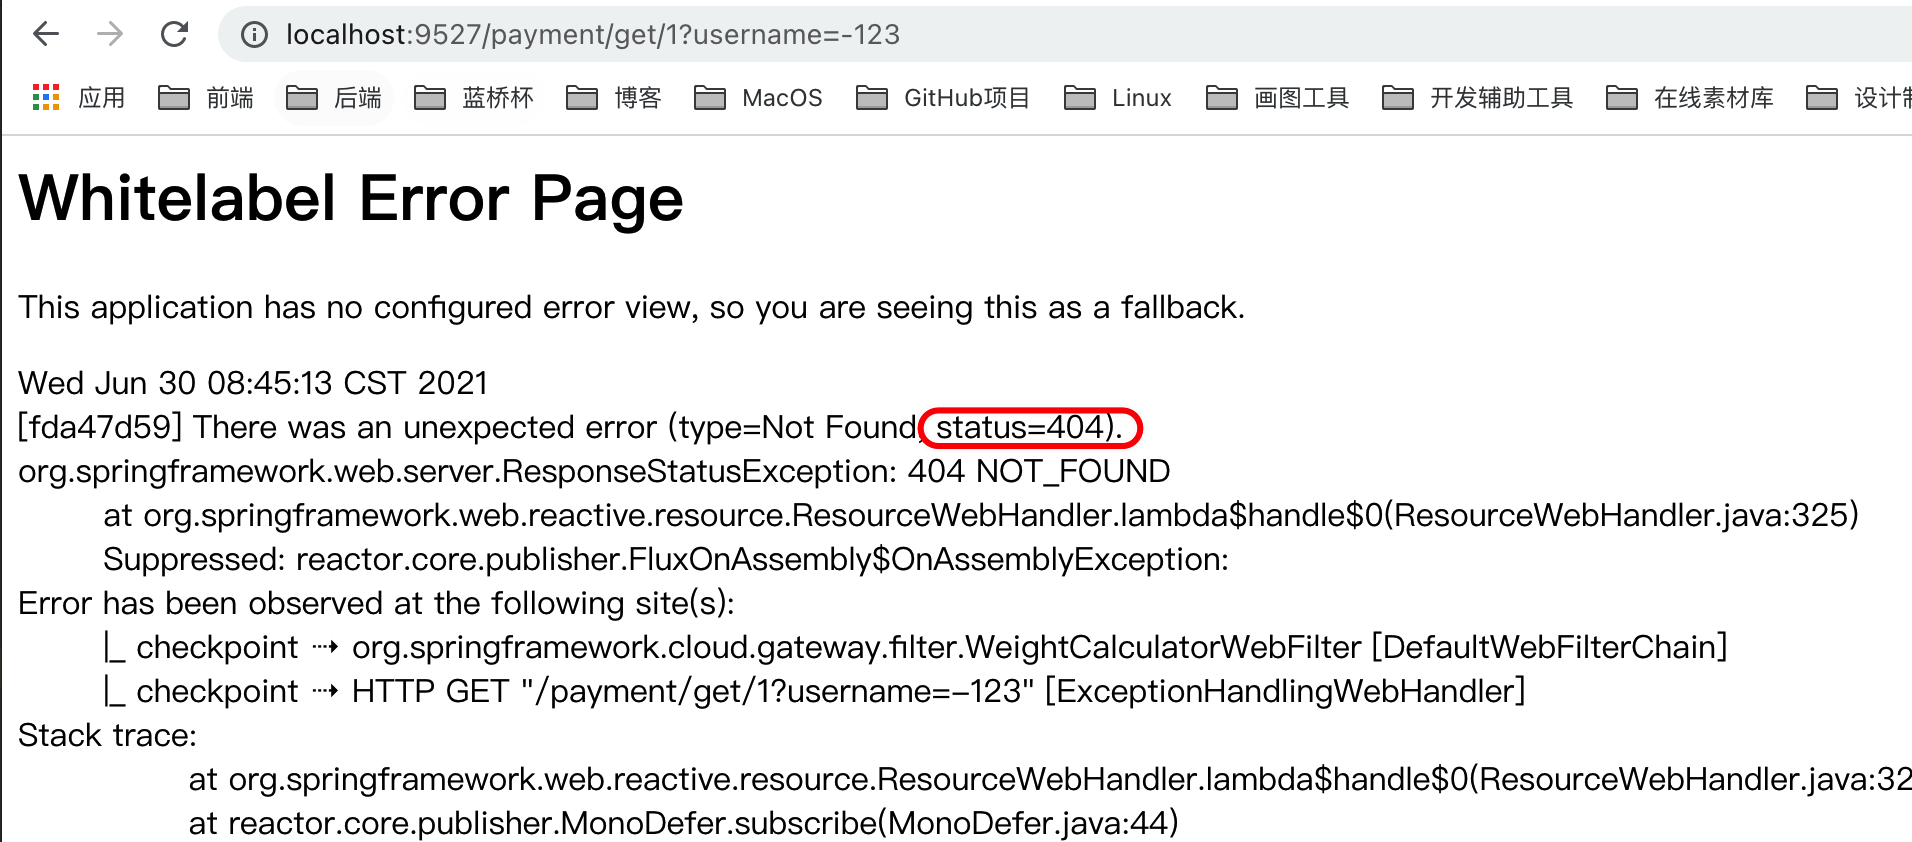 localhost:9527/payment/get/1?username=-123
应用 前端 后端 蓝桥杯 博客 MacOS GitHub项目 Linux 画图工具 开发辅助工具 在线素材库 设计制
Whitelabel Error Page
This application has no configured error view, so you are seeing this as a fallback.
Wed Jun 30 08:45:13 CST 2021
[fda47d59] There was an unexpected error (type=Not Found, status=404).
org.springframework.web.server.ResponseStatusException: 404 NOT_FOUND
at org.springframework.web.reactive.resource.ResourceWebHandler.lambda$handle$0(ResourceWebHandler.java:325)
Suppressed: reactor.core.publisher.FluxOnAssembly$OnAssemblyException:
Error has been observed at the following site(s):
|_ checkpoint ⇢ org.springframework.cloud.gateway.filter.WeightCalculatorWebFilter [DefaultWebFilterChain]
|_ checkpoint ⇢ HTTP GET "/payment/get/1?username=-123" [ExceptionHandlingWebHandler]
Stack trace:
at org.springframework.web.reactive.resource.ResourceWebHandler.lambda$handle$0(ResourceWebHandler.java:32
at reactor.core.publisher.MonoDefer.subscribe(MonoDefer.java:44)